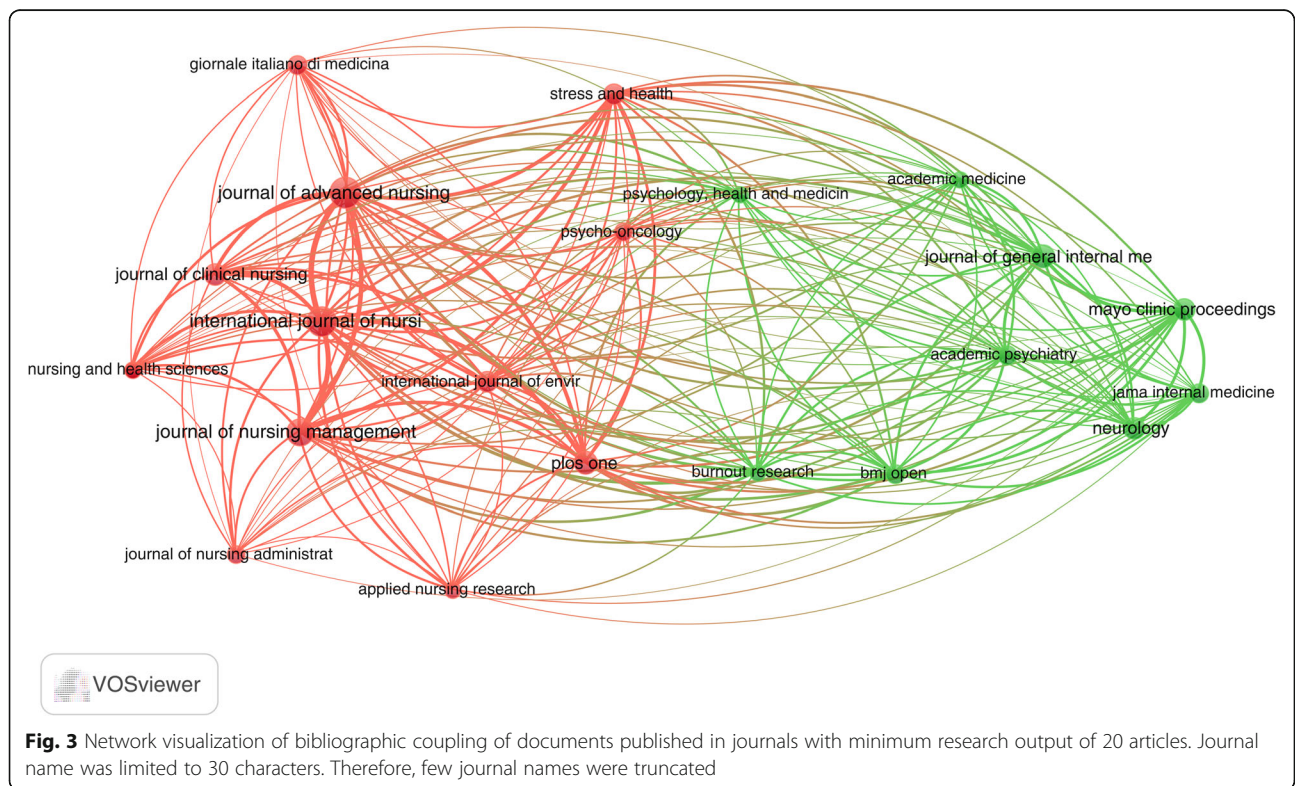 giornale italiano di medicina
stress and health
journal of advanced nursing
psychology, health and medicin
academic medicine
psycho-oncology
journal of general internal me
journal of clinical nursing
international journal of nursi
mayo clinic proceedings
nursing and health sciences
international journal of envir
academic psychiatry
jama internal medicine
journal of nursing management
neurology
plos one
burnout research
bmj open
journal of nursing administrat
applied nursing research
VOSviewer
Fig. 3 Network visualization of bibliographic coupling of documents published in journals with minimum research output of 20 articles. Journal
name was limited to 30 characters. Therefore, few journal names were truncated